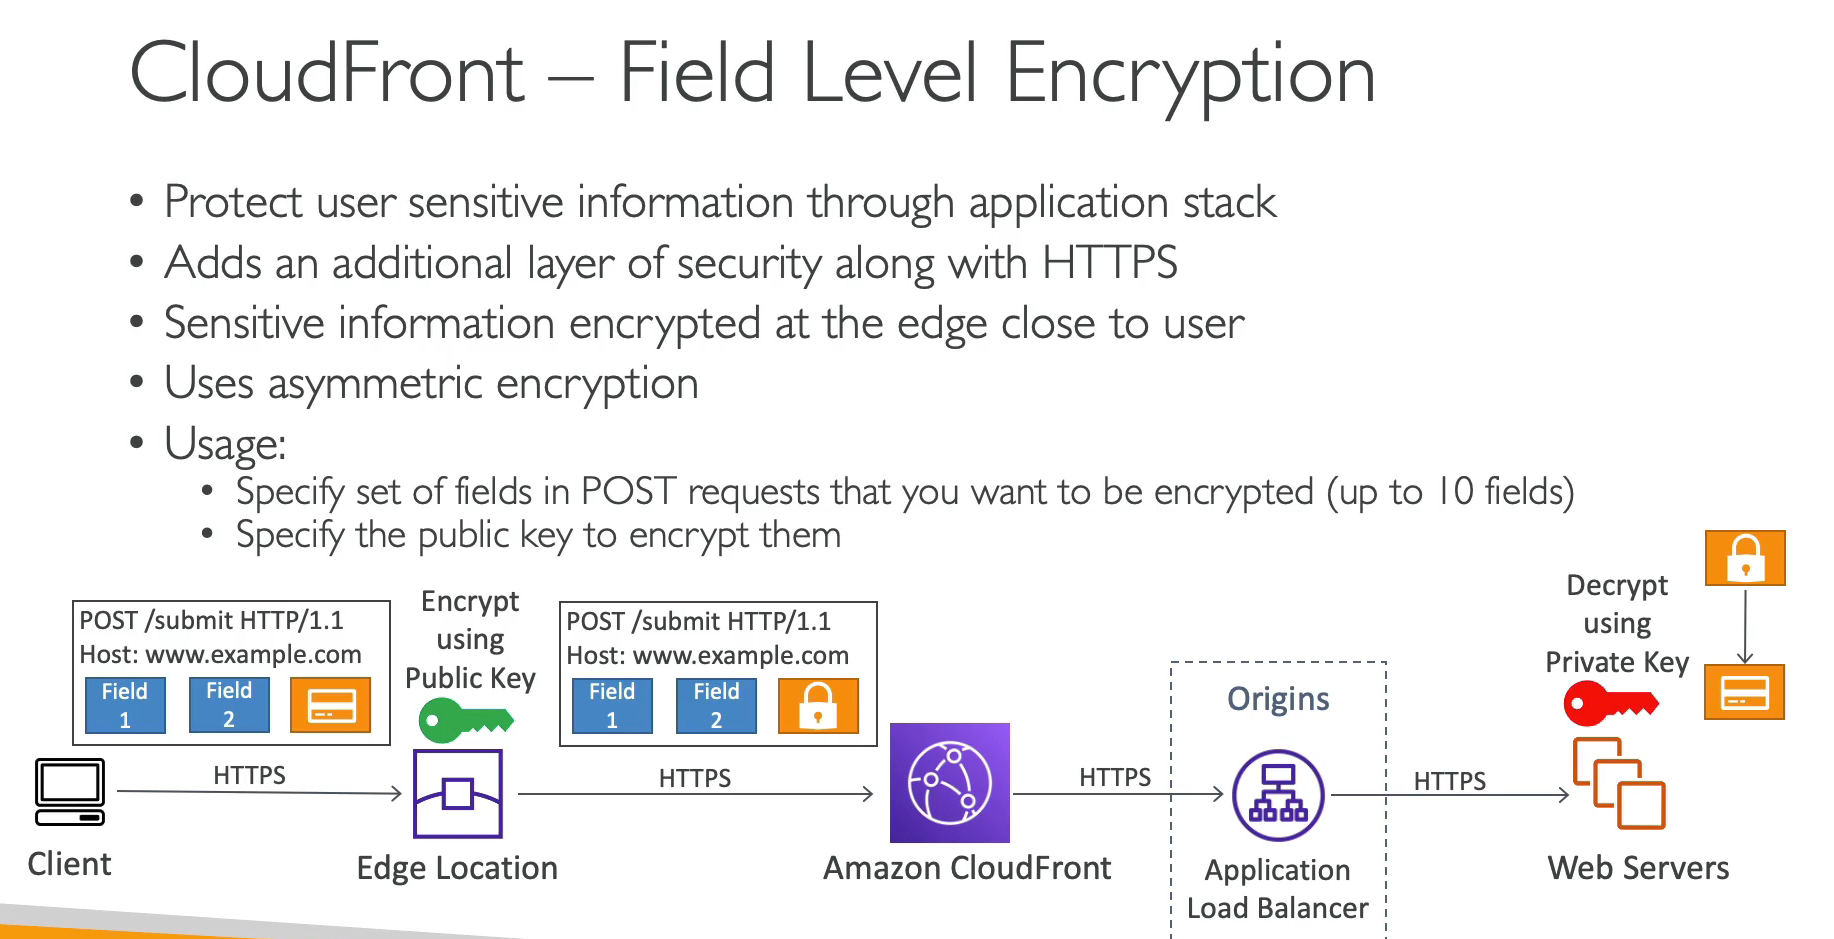 CloudFront – Field Level Encryption
• Protect user sensitive information through application stack
• Adds an additional layer of security along with HTTPS
• Sensitive information encrypted at the edge close to user
• Uses asymmetric encryption
• Usage:
• Specify set of fields in POST requests that you want to be encrypted (up to 10 fields)
• Specify the public key to encrypt them
POST /submit HTTP/1.1
Host: www.example.com
Field
1
Field
2
Encrypt
using
Public Key
POST /submit HTTP/1.1
Host: www.example.com
Field
1
Field
2
Origins
Decrypt
using
Private Key
HTTPS
HTTPS
HTTPS
HTTPS
Client
Edge Location
Amazon CloudFront
Application
Load Balancer
Web Servers